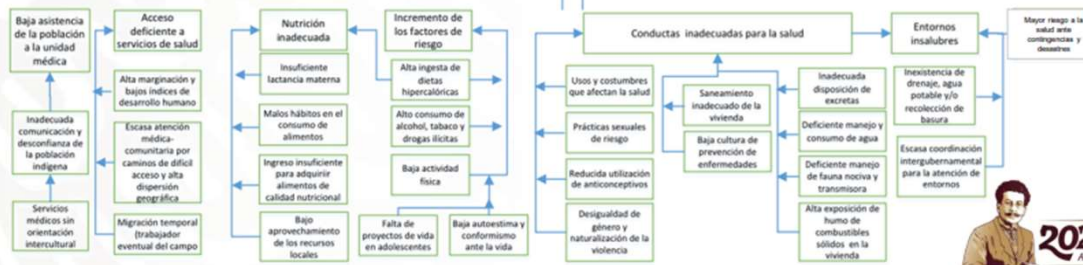 Baja asistencia
de la población
a la unidad
médica
Inadecuada
comunicación y
desconfianza de
la población
indígena
Servicios
médicos sin
orientación
intercultural
Acceso
deficiente a
servicios de salud
Alta marginación y
bajos índices de
desarrollo humano
Escasa atención
médica-
comunitaria por
caminos de difícil
acceso y alta
dispersión
geográfica
Migración temporal
(trabajador
eventual del campo
Nutrición
inadecuada
Insuficiente
lactancia materna
Malos hábitos en el
consumo de
alimentos
Ingreso insuficiente
para adquirir
alimentos de
calidad nutricional
Bajo
aprovechamiento
de los recursos
locales
Incremento de
los factores de
riesgo
Alta ingesta de
dietas
hipercalóricas
Alto consumo de
alcohol, tabaco y
drogas ilícitas
Baja actividad
física
Falta de
proyectos de vida
en adolescentes
Baja autoestima y
conformismo
ante la vida
Conductas inadecuadas para la salud
Usos y costumbres
que afectan la salud
Prácticas sexuales
de riesgo
Reducida utilización
de anticonceptivos
Desigualdad de
género y
naturalización de la
violencia
Saneamiento
inadecuado de la
vivienda
Baja cultura de
prevención de
enfermedades
Inadecuada
disposición de
excretas
Deficiente manejo y
consumo de agua
Deficiente manejo
de fauna nociva y
transmisora
Alta exposición de
humo de
combustibles
sólidos en la
vivienda
Entornos
insalubres
Inexistencia de
drenaje, agua
potable y/o
recolección de
basura
Escasa coordinación
intergubernamental
para la atención de
entornos
Mayor riesgo a la
salud ante
contingencias y
desastres